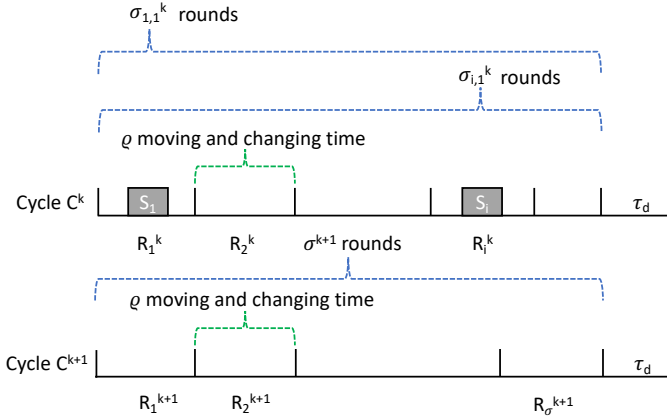 σ₁,₁ᵏ rounds
σᵢ,₁ᵏ rounds
ϱ moving and changing time
Cycle Cᵏ S₁ Sᵢ τd
R₁ᵏ R₂ᵏ σᵏ⁺¹ rounds Rᵢᵏ
ϱ moving and changing time
Cycle Cᵏ⁺¹ τd
R₁ᵏ⁺¹ R₂ᵏ⁺¹ Rσᵏ⁺¹